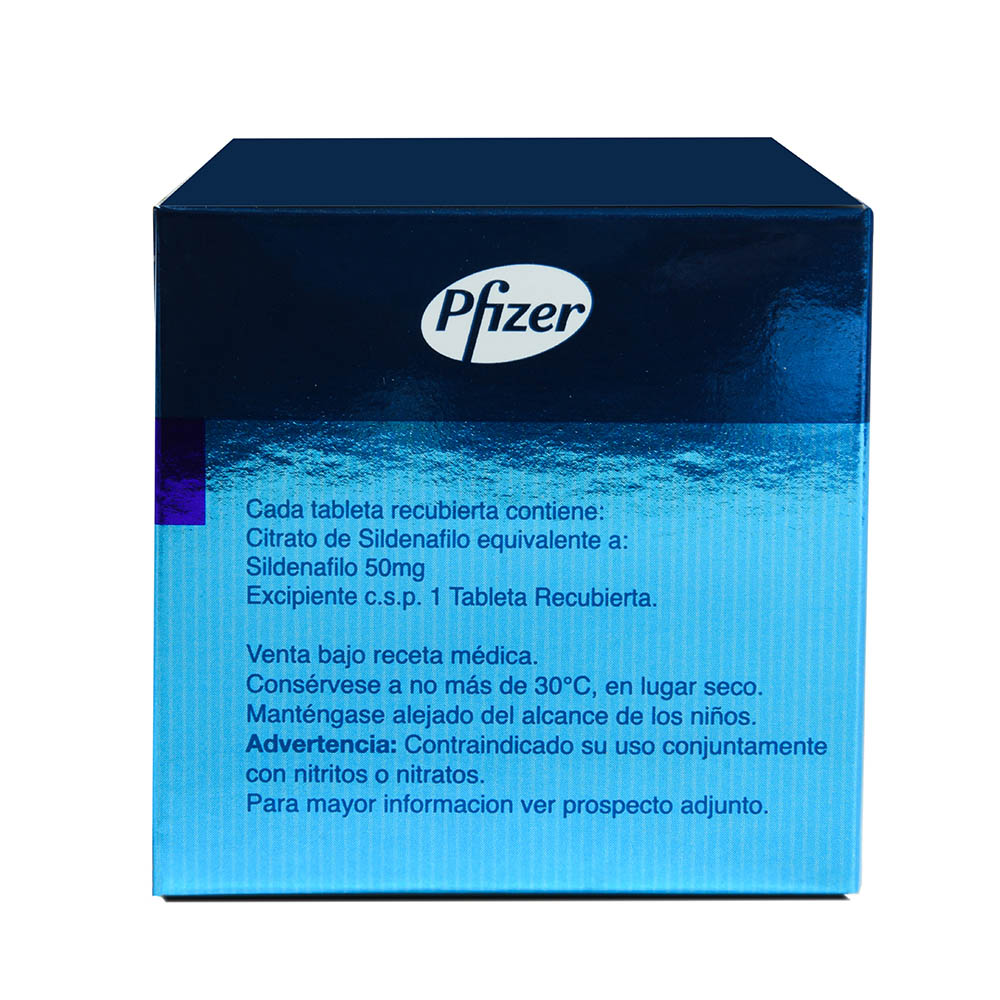 Pfizer
Cada tableta recubierta contiene:
Citrato de Sildenafilo equivalente a:
Sildenafilo 50mg
Excipiente c.s.p. 1 Tableta Recubierta.
Venta bajo receta médica.
Consérvese a no más de 30°C, en lugar seco.
Manténgase alejado del alcance de los niños.
Advertencia: Contraindicado su uso conjuntamente
con nitritos o nitratos.
Para mayor informacion ver prospecto adjunto.